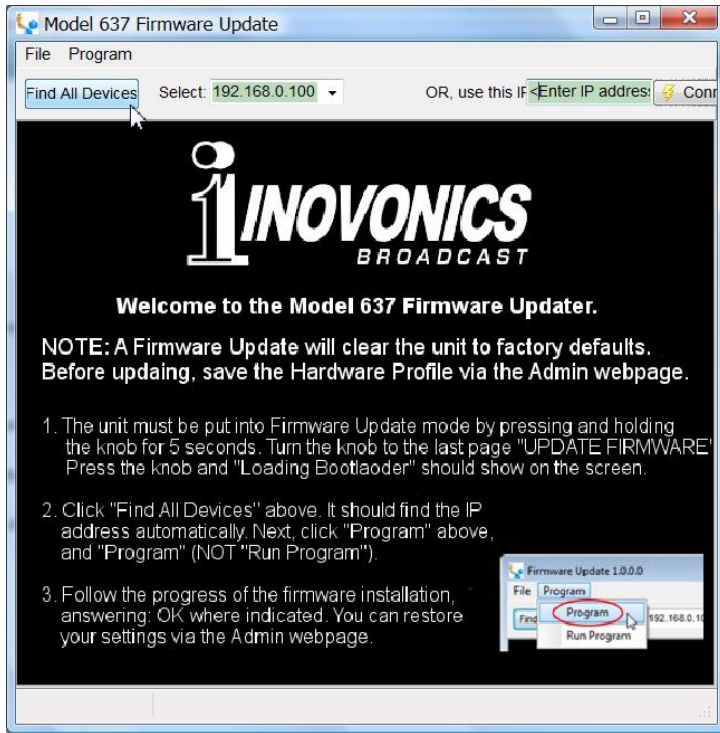 Model 637 Firmware Update
File Program
Find All Devices Select: 192.168.0.100 OR, use this IF <Enter IP address Conn
INOVONICS
BROADCAST
Welcome to the Model 637 Firmware Updater.
NOTE: A Firmware Update will clear the unit to factory defaults.
Before updaing, save the Hardware Profile via the Admin webpage.
1. The unit must be put into Firmware Update mode by pressing and holding
the knob for 5 seconds. Turn the knob to the last page "UPDATE FIRMWARE"
Press the knob and "Loading Bootlaoder" should show on the screen.
2. Click "Find All Devices" above. It should find the IP
address automatically. Next, click "Program" above,
and "Program" (NOT "Run Program").
3. Follow the progress of the firmware installation,
answering: OK where indicated. You can restore
your settings via the Admin webpage.
Firmware Update 1.0.0.0
File Program
Find Program 192.168.0.10
Run Program